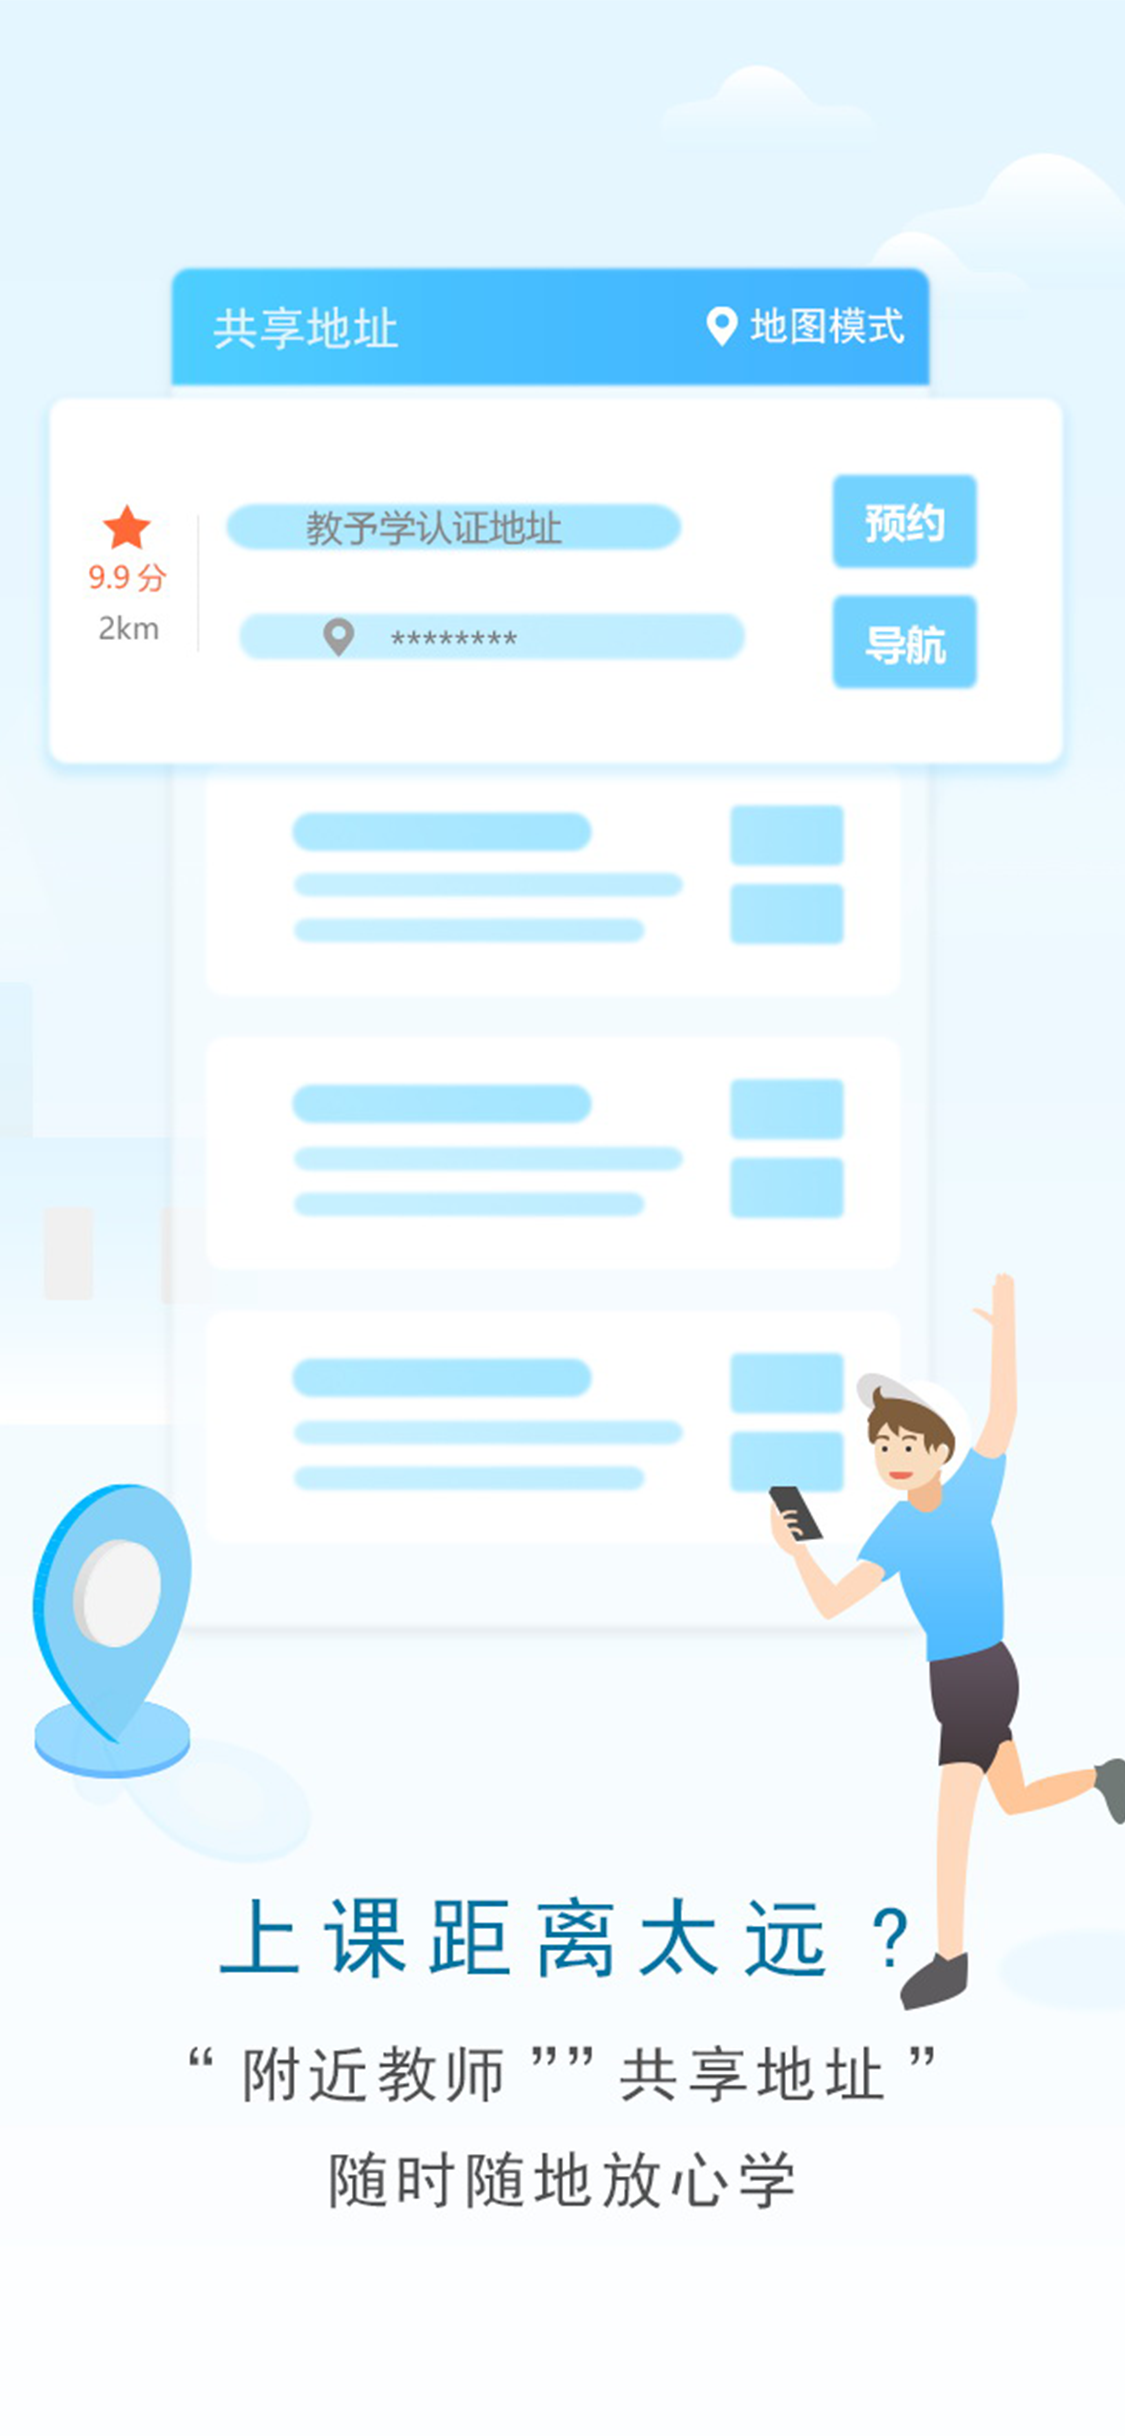 共享地址 地图模式
教予学认证地址 预约
9.9分
2km
******** 导航
上课距离太远？
“附近教师””共享地址”
随时随地放心学